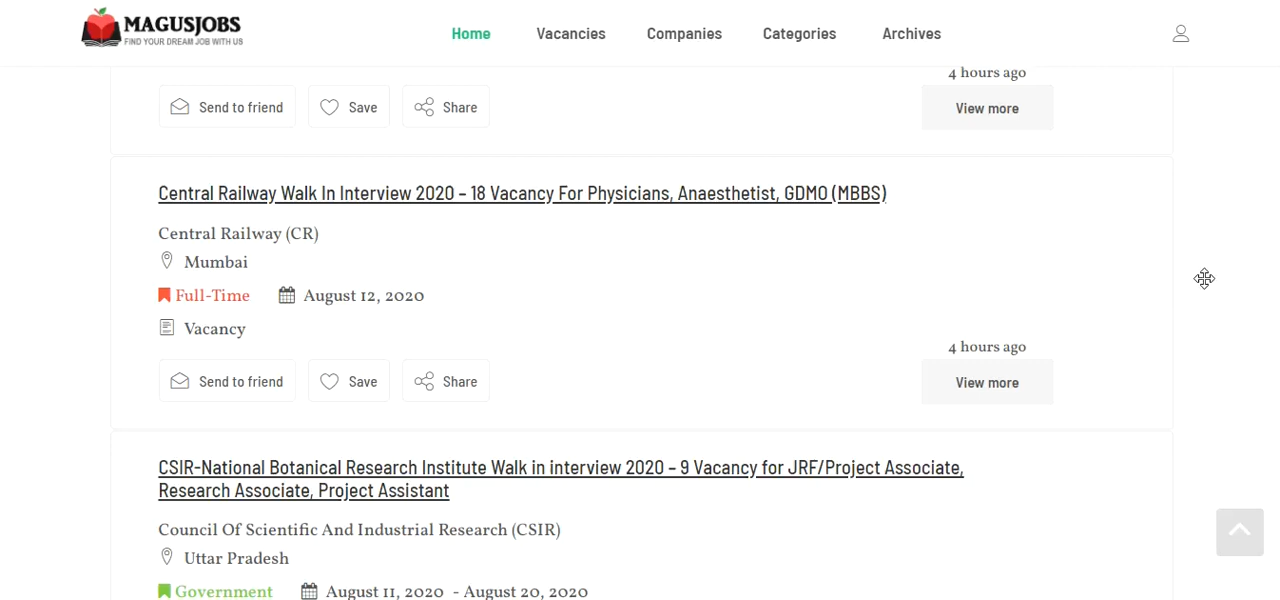 MAGUSJOBS
FIND YOUR DREAM JOB WITH US
Home Vacancies Companies Categories Archives
4 hours ago
Send to friend Save Share View more
Central Railway Walk In Interview 2020 – 18 Vacancy For Physicians, Anaesthetist, GDMO (MBBS)
Central Railway (CR)
Mumbai
Full-Time August 12, 2020
Vacancy
4 hours ago
Send to friend Save Share View more
CSIR-National Botanical Research Institute Walk in interview 2020 – 9 Vacancy for JRF/Project Associate,
Research Associate, Project Assistant
Council Of Scientific And Industrial Research (CSIR)
Uttar Pradesh
Government August 11, 2020 - August 20, 2020